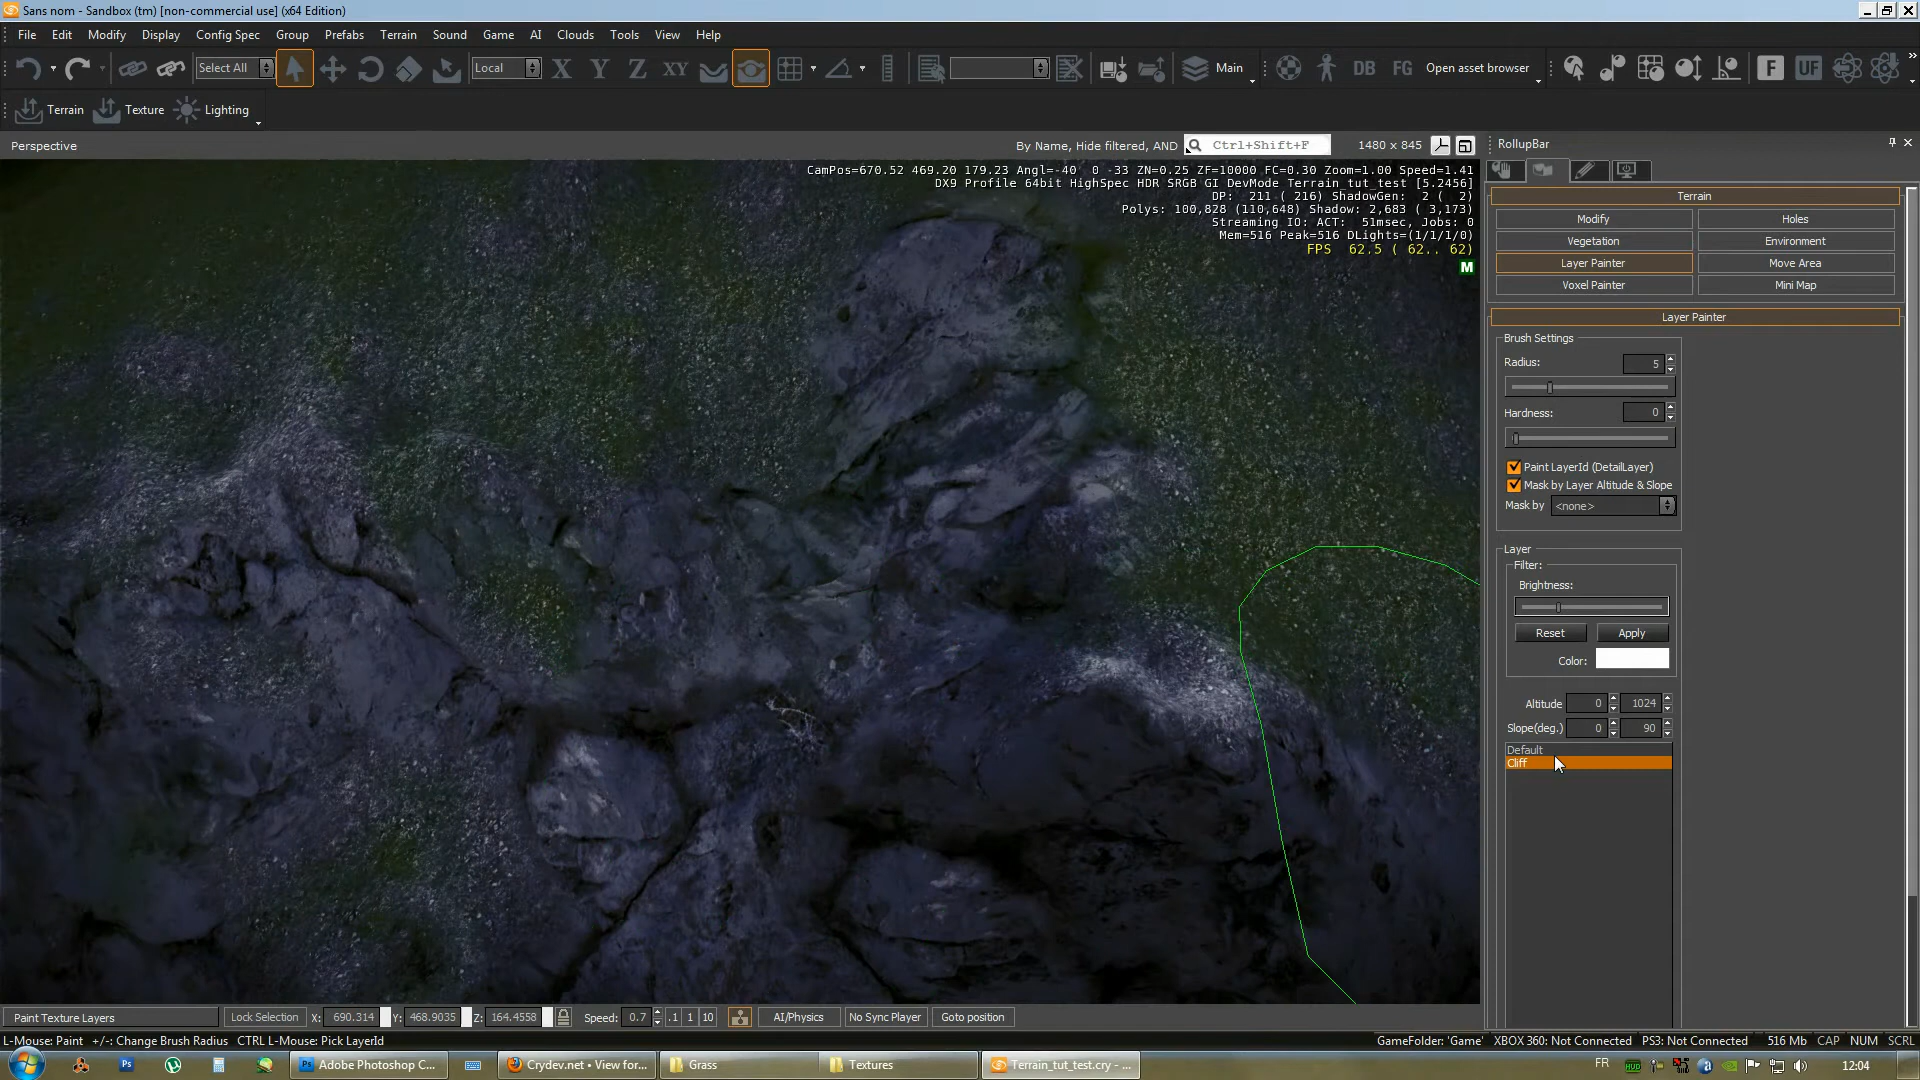 Sans nom - Sandbox (tm) [non-commercial use] (x64 Edition)
File Edit Modify Display Config Spec Group Prefabs Terrain Sound Game AI Clouds Tools View Help
Select All Local X Y Z XY Main DB FG Open asset browser F UF
Terrain Texture Lighting
Perspective By Name, Hide filtered, AND Ctrl+Shift+F 1480 x 845 RollupBar
CamPos=670.52 469.20 179.23 Angl=-40 0 -33 ZN=0.25 ZF=10000 FC=0.30 Zoom=1.00 Speed=1.41
DX9 Profile 64bit HighSpec HDR SRGB GI DevMode Terrain_tut_test [5.2456]
DP: 211 ( 216) ShadowGen: 2 ( 2)
Polys: 100,828 (110,648) Shadow: 2,683 ( 3,173)
Streaming IO: ACT: 51msec, Jobs: 0
Mem=516 Peak=516 DLights=(1/1/1/0)
FPS 62.5 ( 62.. 62)
M
Terrain
Modify Holes
Vegetation Environment
Layer Painter Move Area
Voxel Painter Mini Map
Layer Painter
Brush Settings
Radius: 5
Hardness: 0
Paint LayerId (DetailLayer)
Mask by Layer Altitude & Slope
Mask by <none>
Layer
Filter:
Brightness:
Reset Apply
Color:
Altitude 0 1024
Slope(deg.) 0 90
Default
Cliff
Paint Texture Layers Lock Selection X: 690.314 Y: 468.9035 Z: 164.4558 Speed: 0.7 .1 1 10 AI/Physics No Sync Player Goto position
L-Mouse: Paint +/-: Change Brush Radius CTRL L-Mouse: Pick LayerId GameFolder: 'Game' XBOX 360: Not Connected PS3: Not Connected 516 Mb CAP NUM SCRL
Ps Ps Adobe Photoshop C... Crydev.net • View for... Grass Textures Terrain_tut_test.cry - ... FR 12:04